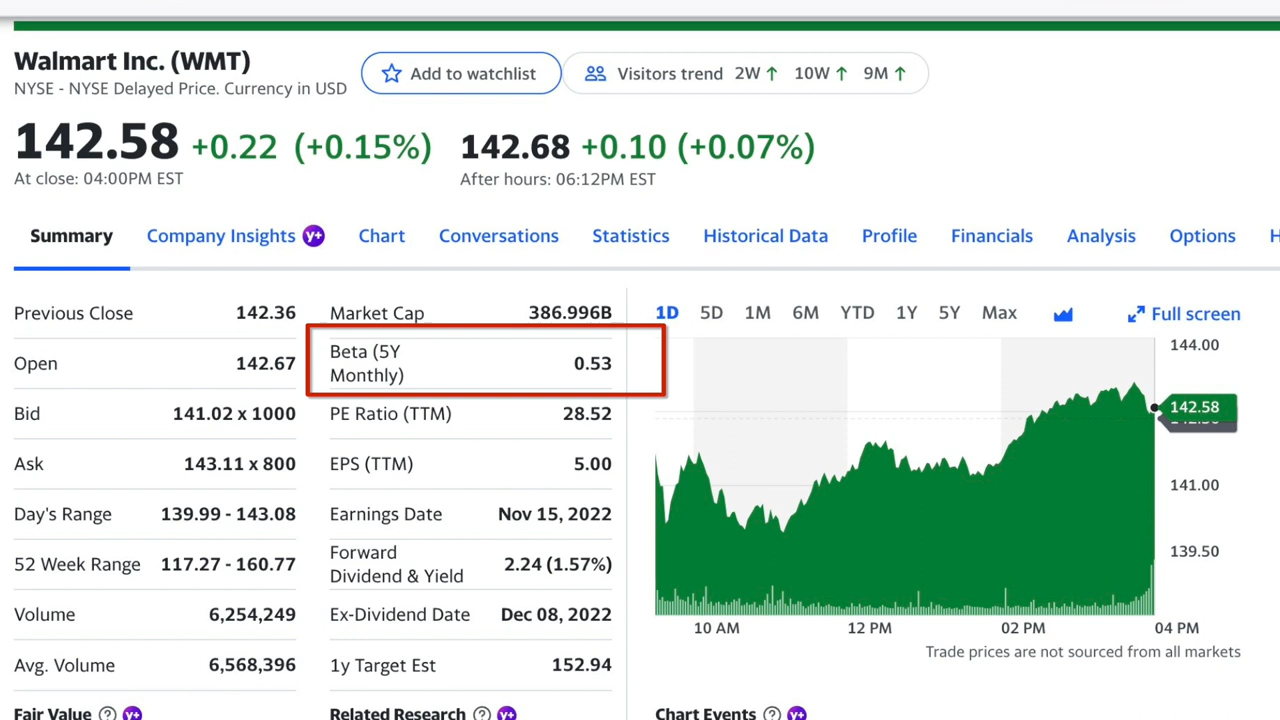 Walmart Inc. (WMT)
NYSE - NYSE Delayed Price. Currency in USD
Add to watchlist
Visitors trend 2W ↑ 10W ↑ 9M ↑
142.58 +0.22 (+0.15%)
At close: 04:00PM EST
142.68 +0.10 (+0.07%)
After hours: 06:12PM EST
Summary Company Insights y+ Chart Conversations Statistics Historical Data Profile Financials Analysis Options H
Previous Close 142.36
Open 142.67
Bid 141.02 x 1000
Ask 143.11 x 800
Day's Range 139.99 - 143.08
52 Week Range 117.27 - 160.77
Volume 6,254,249
Avg. Volume 6,568,396
Market Cap 386.996B
Beta (5Y
Monthly) 0.53
PE Ratio (TTM) 28.52
EPS (TTM) 5.00
Earnings Date Nov 15, 2022
Forward
Dividend & Yield 2.24 (1.57%)
Ex-Dividend Date Dec 08, 2022
1y Target Est 152.94
1D 5D 1M 6M YTD 1Y 5Y Max Full screen
144.00
142.58
141.00
139.50
10 AM 12 PM 02 PM 04 PM
Trade prices are not sourced from all markets
Fair Value ? y+
Related Research ? y+
Chart Events ? y+